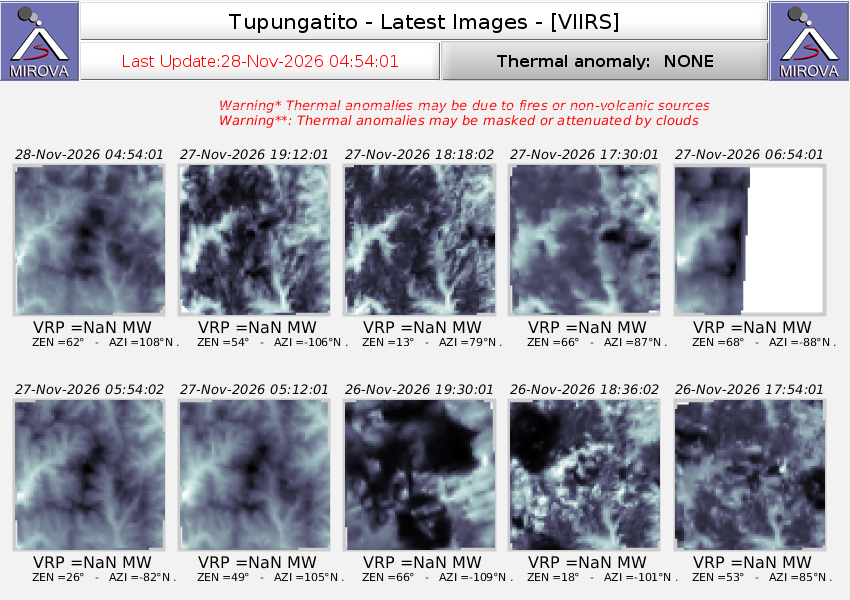 Tupungatito - Latest Images - [VIIRS]
MIROVA
Last Update:28-Nov-2026 04:54:01
Thermal anomaly: NONE
MIROVA
Warning* Thermal anomalies may be due to fires or non-volcanic sources
Warning**: Thermal anomalies may be masked or attenuated by clouds
28-Nov-2026 04:54:01
27-Nov-2026 19:12:01
27-Nov-2026 18:18:02
27-Nov-2026 17:30:01
27-Nov-2026 06:54:01
VRP =NaN MW
VRP =NaN MW
VRP =NaN MW
VRP =NaN MW
VRP =NaN MW
ZEN =62° - AZI =108°N .
ZEN =54° - AZI =-106°N .
ZEN =13° - AZI =79°N .
ZEN =66° - AZI =87°N .
ZEN =68° - AZI =-88°N .
27-Nov-2026 05:54:02
27-Nov-2026 05:12:01
26-Nov-2026 19:30:01
26-Nov-2026 18:36:02
26-Nov-2026 17:54:01
VRP =NaN MW
VRP =NaN MW
VRP =NaN MW
VRP =NaN MW
VRP =NaN MW
ZEN =26° - AZI =-82°N .
ZEN =49° - AZI =105°N .
ZEN =66° - AZI =-109°N .
ZEN =18° - AZI =-101°N .
ZEN =53° - AZI =85°N .